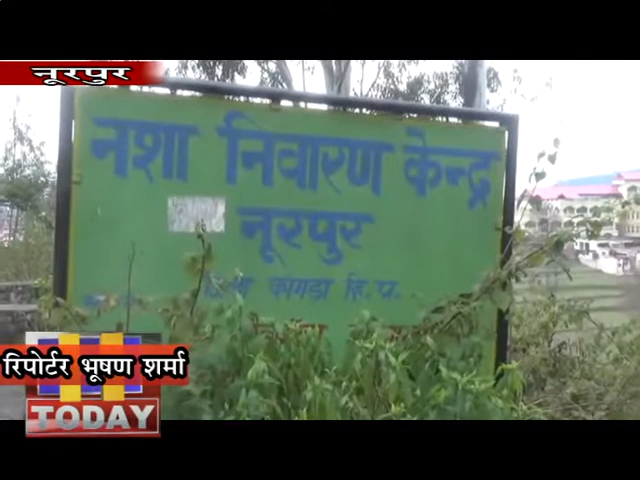 नूरपुर
नशा निवारण केन्द्र
नूरपुर
जिला कागडा हि.प.
रिपोर्टर भूषण शर्मा
TODAY